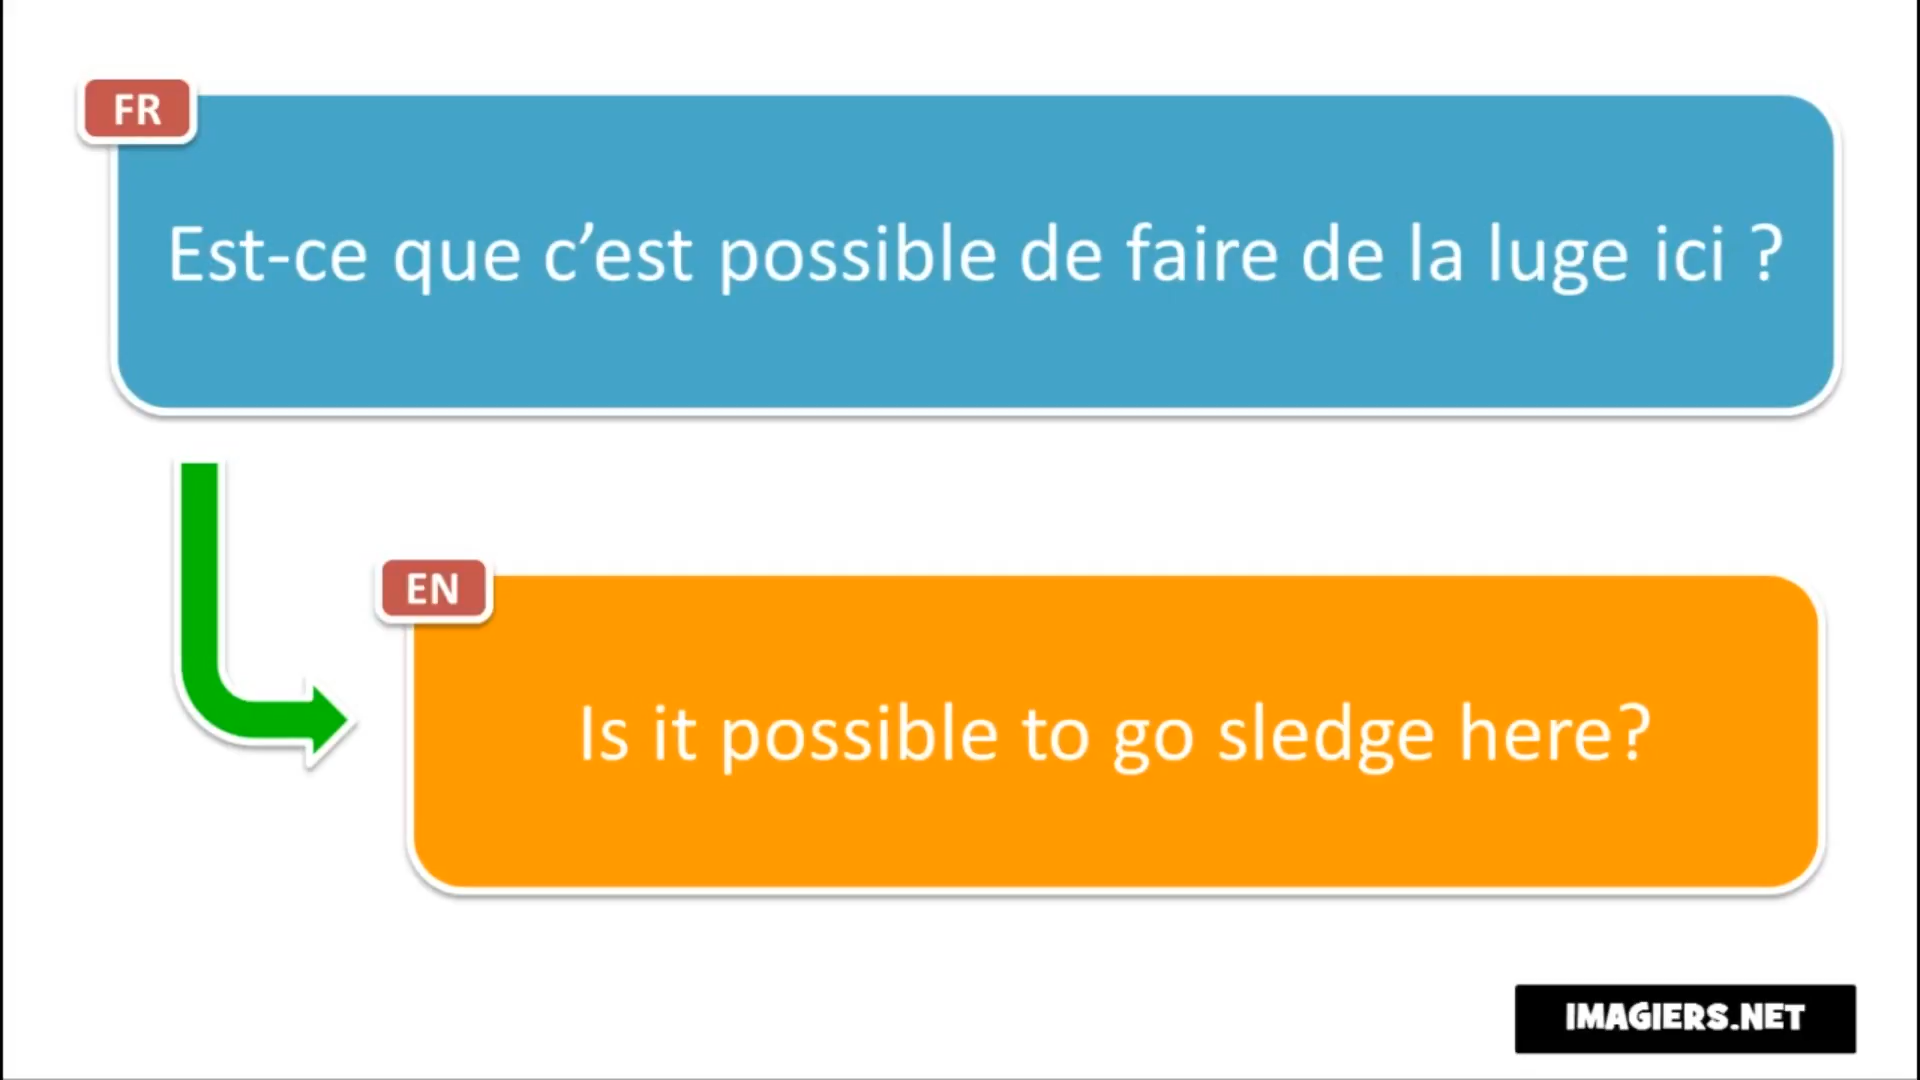 FR
Est-ce que c’est possible de faire de la luge ici ?
EN
Is it possible to go sledge here?
IMAGIERS.NET